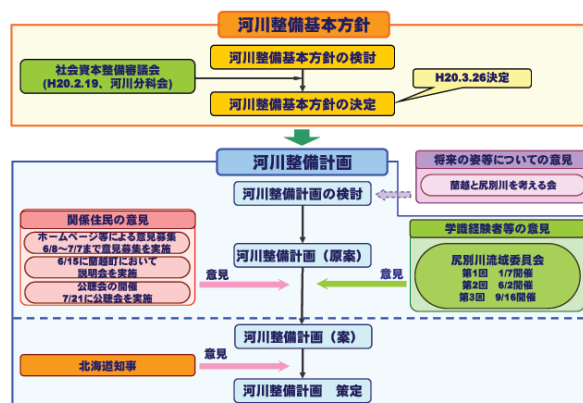 河川整備基本方針
河川整備基本方針の検討
社会資本整備審議会
(H20.2.19、河川分科会)
H20.3.26決定
河川整備基本方針の決定
河川整備計画
将来の姿等についての意見
河川整備計画の検討
蘭越と尻別川を考える会
関係住民の意見
ホームページ等による意見募集
6/8～7/7まで意見募集を実施
6/15に蘭越町において
説明会を実施
公聴会の開催
7/21に公聴会を実施
河川整備計画（原案）
意見
学識経験者等の意見
尻別川流域委員会
第1回 1/7開催
第2回 6/2開催
第3回 9/16開催
意見
河川整備計画（案）
北海道知事
意見
河川整備計画 策定